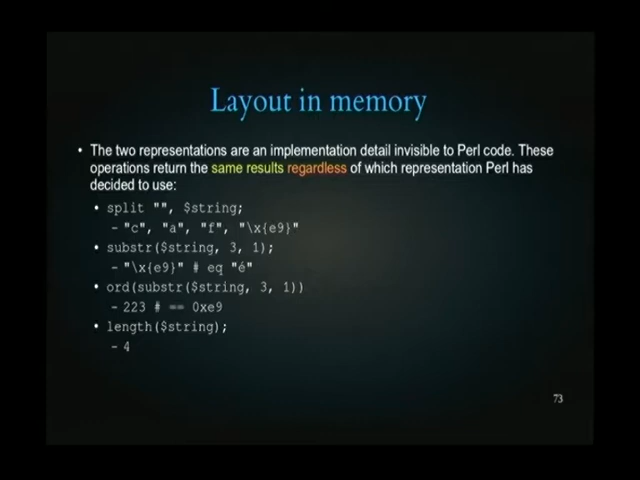 Layout in memory
• The two representations are an implementation detail invisible to Perl code. These
operations return the same results regardless of which representation Perl has
decided to use:
• split "", $string;
– "c", "a", "f", "\x{e9}"
• substr($string, 3, 1);
– "\x{e9}" # eq "é"
• ord(substr($string, 3, 1))
– 223 # == 0xe9
• length($string);
– 4
73